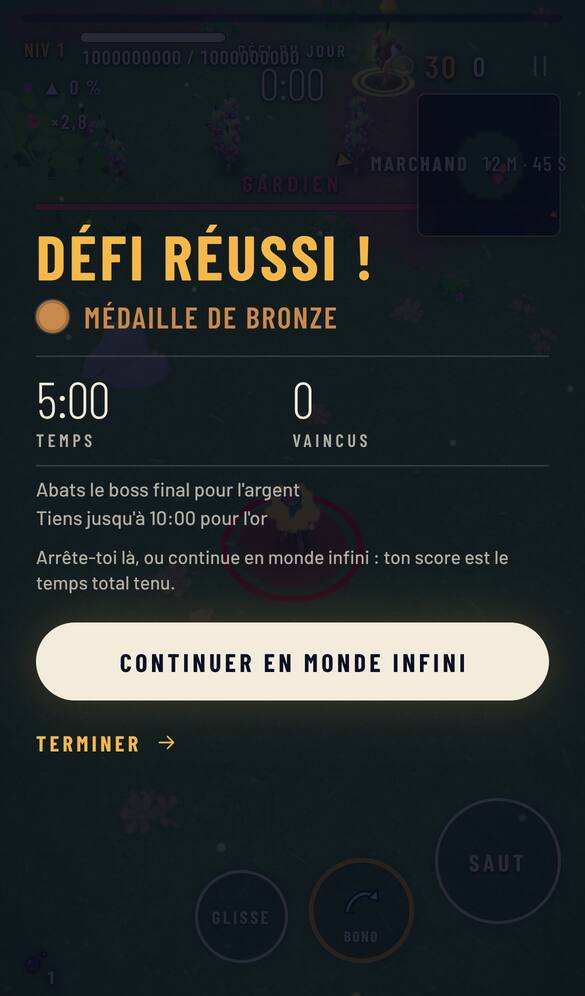 NIV 1
1000000000 / 1000000000
DÉFI DU JOUR
0:00
30 0
▲ 0 %
×2,8
MARCHAND 12 M · 45 S
GARDIEN
DÉFI RÉUSSI !
MÉDAILLE DE BRONZE
5:00
TEMPS
0
VAINCUS
Abats le boss final pour l'argent
Tiens jusqu'à 10:00 pour l'or
Arrête-toi là, ou continue en monde infini : ton score est le
temps total tenu.
CONTINUER EN MONDE INFINI
TERMINER →
SAUT
GLISSE
BOND
1